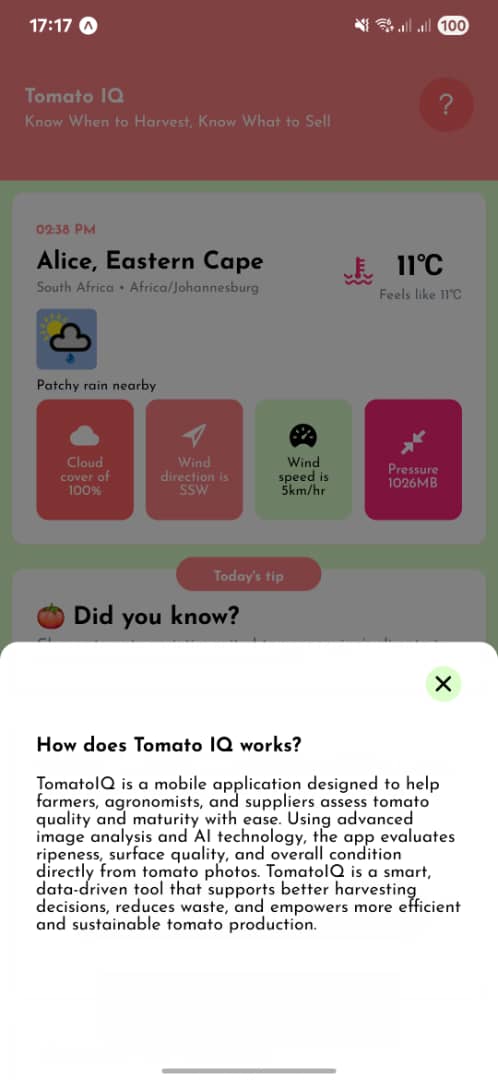 17:17
100
Tomato IQ
Know When to Harvest, Know What to Sell
?
02:38 PM
Alice, Eastern Cape
South Africa • Africa/Johannesburg
11°C
Feels like 11°C
Patchy rain nearby
Cloud
cover of
100%
Wind
direction is
SSW
Wind
speed is
5km/hr
Pressure
1026MB
Today's tip
Did you know?
How does Tomato IQ works?
TomatoIQ is a mobile application designed to help
farmers, agronomists, and suppliers assess tomato
quality and maturity with ease. Using advanced
image analysis and AI technology, the app evaluates
ripeness, surface quality, and overall condition
directly from tomato photos. TomatoIQ is a smart,
data-driven tool that supports better harvesting
decisions, reduces waste, and empowers more efficient
and sustainable tomato production.